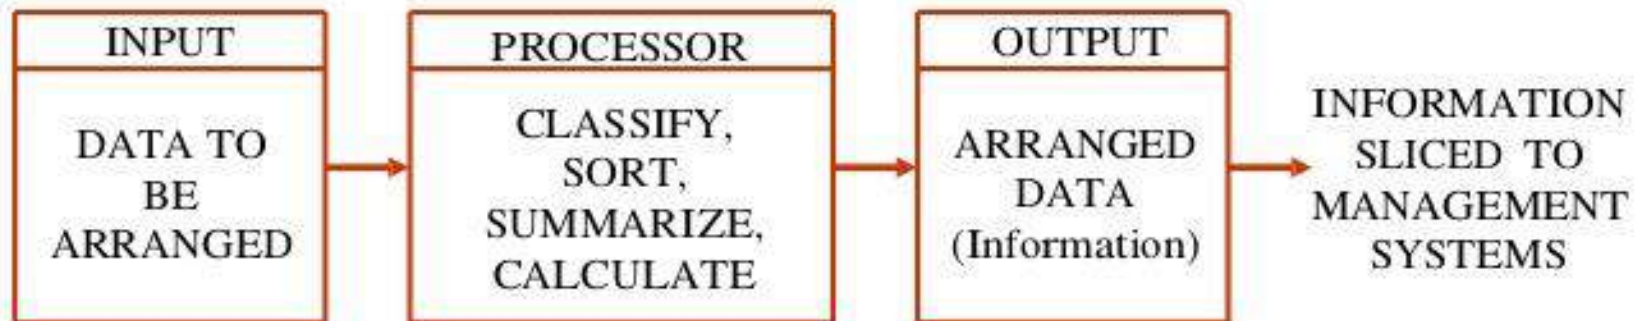 INPUT
DATA TO
BE
ARRANGED
PROCESSOR
CLASSIFY,
SORT,
SUMMARIZE,
CALCULATE
OUTPUT
ARRANGED
DATA
(Information)
INFORMATION
SLICED TO
MANAGEMENT
SYSTEMS